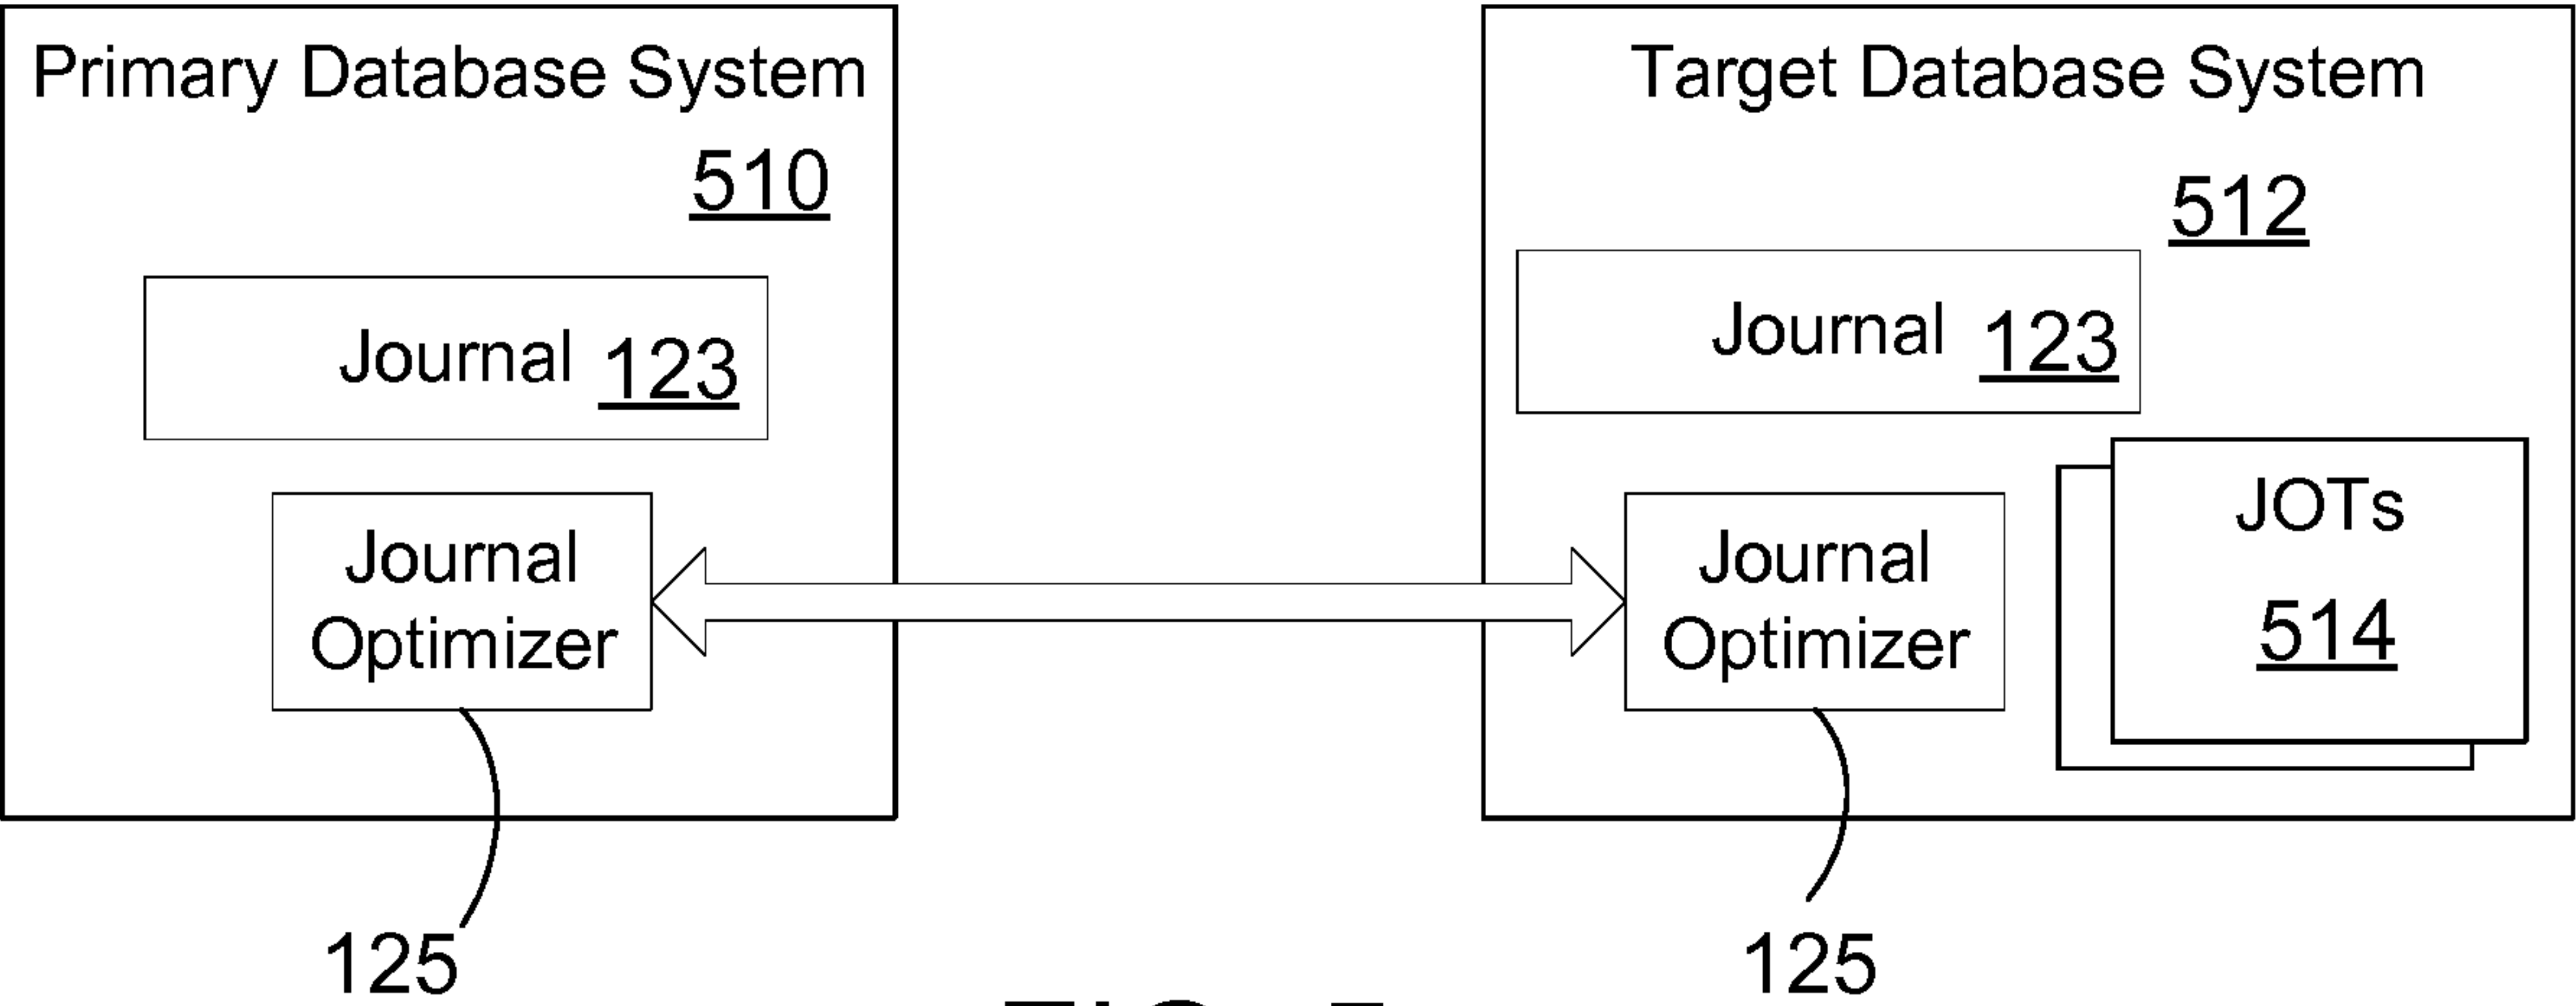 Primary Database System
510
Journal 123
Journal
Optimizer
125
Target Database System
512
Journal 123
Journal
Optimizer
125
JOTs
514